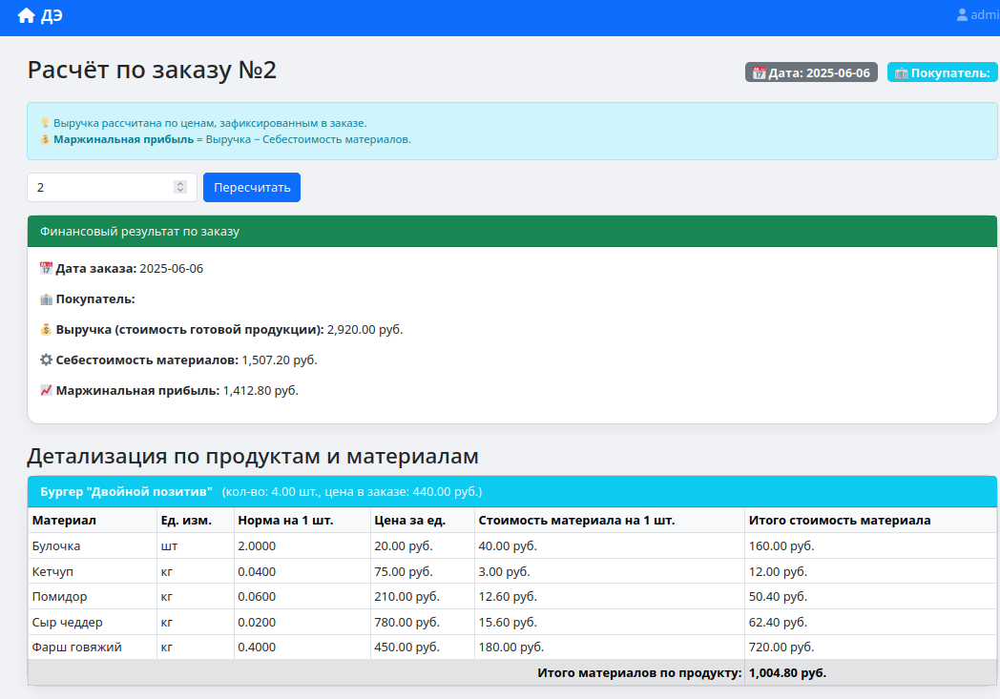 ДЭ
admi
Расчёт по заказу №2
Дата: 2025-06-06
Покупатель:
Выручка рассчитана по ценам, зафиксированным в заказе.
Маржинальная прибыль = Выручка − Себестоимость материалов.
2
Пересчитать
Финансовый результат по заказу
Дата заказа: 2025-06-06
Покупатель:
Выручка (стоимость готовой продукции): 2,920.00 руб.
Себестоимость материалов: 1,507.20 руб.
Маржинальная прибыль: 1,412.80 руб.
Детализация по продуктам и материалам
Бургер "Двойной позитив" (кол-во: 4.00 шт., цена в заказе: 440.00 руб.)
Материал Ед. изм. Норма на 1 шт. Цена за ед. Стоимость материала на 1 шт. Итого стоимость материала
Булочка шт 2.0000 20.00 руб. 40.00 руб. 160.00 руб.
Кетчуп кг 0.0400 75.00 руб. 3.00 руб. 12.00 руб.
Помидор кг 0.0600 210.00 руб. 12.60 руб. 50.40 руб.
Сыр чеддер кг 0.0200 780.00 руб. 15.60 руб. 62.40 руб.
Фарш говяжий кг 0.4000 450.00 руб. 180.00 руб. 720.00 руб.
Итого материалов по продукту: 1,004.80 руб.